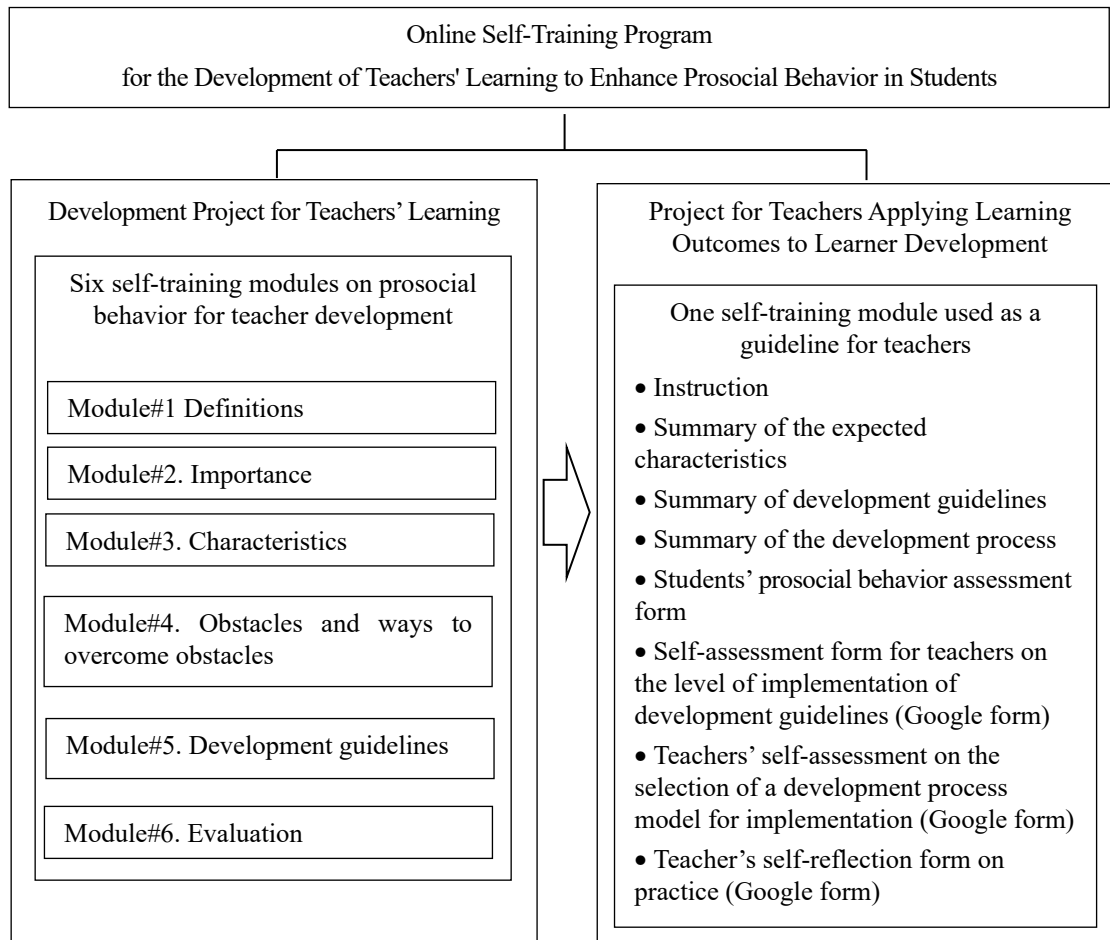 Online Self-Training Program
for the Development of Teachers' Learning to Enhance Prosocial Behavior in Students
Development Project for Teachers’ Learning
Six self-training modules on prosocial
behavior for teacher development
Module#1 Definitions
Module#2. Importance
Module#3. Characteristics
Module#4. Obstacles and ways to
overcome obstacles
Module#5. Development guidelines
Module#6. Evaluation
Project for Teachers Applying Learning
Outcomes to Learner Development
One self-training module used as a
guideline for teachers
• Instruction
• Summary of the expected
characteristics
• Summary of development guidelines
• Summary of the development process
• Students’ prosocial behavior assessment
form
• Self-assessment form for teachers on
the level of implementation of
development guidelines (Google form)
• Teachers’ self-assessment on the
selection of a development process
model for implementation (Google form)
• Teacher’s self-reflection form on
practice (Google form)